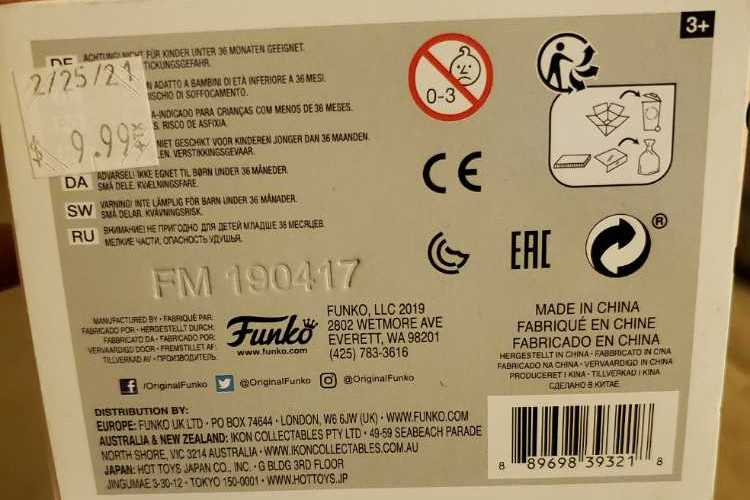 3+
DE ACHTUNG! NICHT FÜR KINDER UNTER 36 MONATEN GEEIGNET.
TICKUNGSGEFAHR.
2/25/21
$ 9.99
ON ADATTO A BAMBINI DI ETÀ INFERIORE A 36 MESI.
ISCHIO DI SOFFOCAMENTO.
A-INDICADO PARA CRIANÇAS COM MENOS DE 36 MESES.
S. RISCO DE ASFIXIA.
NIET GESCHIKT VOOR KINDEREN JONGER DAN 36 MAANDEN.
EN. VERSTIKKINGSGEVAAR.
DA ADVARSEL! IKKE EGNET TIL BØRN UNDER 36 MÅNEDER.
SMÅ DELE. KVÆLNINGSFARE.
SW VARNING! INTE LÄMPLIG FÖR BARN UNDER 36 MÅNADER.
SMÅ DELAR. KVÄVNINGSRISK.
RU ВНИМАНИЕ! НЕ ПРИГОДНО ДЛЯ ДЕТЕЙ МЛАДШЕ 36 МЕСЯЦЕВ.
МЕЛКИЕ ЧАСТИ. ОПАСНОСТЬ УДУШЬЯ.
0-3
CE
EAC
®
FM 190417
MANUFACTURED BY • FABRIQUÉ PAR:
FABRICADO POR • HERGESTELLT DURCH:
FABBRICATO DA • FABRICADO POR:
VERVAARDIGD DOOR • FREMSTILLET AF:
TILLVERKAD AV • ПРОИЗВОДИТЕЛЬ:
Funko
www.funko.com
FUNKO, LLC 2019
2802 WETMORE AVE
EVERETT, WA 98201
(425) 783-3616
MADE IN CHINA
FABRIQUÉ EN CHINE
FABRICADO EN CHINA
HERGESTELLT IN CHINA • FABBRICATO IN CINA
FABRICADO NA CHINA • VERVAARDIGD IN CHINA
PRODUCERET I KINA • TILLVERKAD I KINA
СДЕЛАНО В КИТАЕ
/OriginalFunko @OriginalFunko @OriginalFunko
DISTRIBUTION BY:
EUROPE: FUNKO UK LTD • PO BOX 74644 • LONDON, W6 6JW (UK) • WWW.FUNKO.COM
AUSTRALIA & NEW ZEALAND: IKON COLLECTABLES PTY LTD • 49-59 SEABEACH PARADE
NORTH SHORE, VIC 3214 AUSTRALIA • WWW.IKONCOLLECTABLES.COM.AU
JAPAN: HOT TOYS JAPAN CO., INC. • G BLDG 3RD FLOOR
JINGUMAE 3-30-12 • TOKYO 150-0001 • WWW.HOTTOYS.JP
8 89698 39321 8